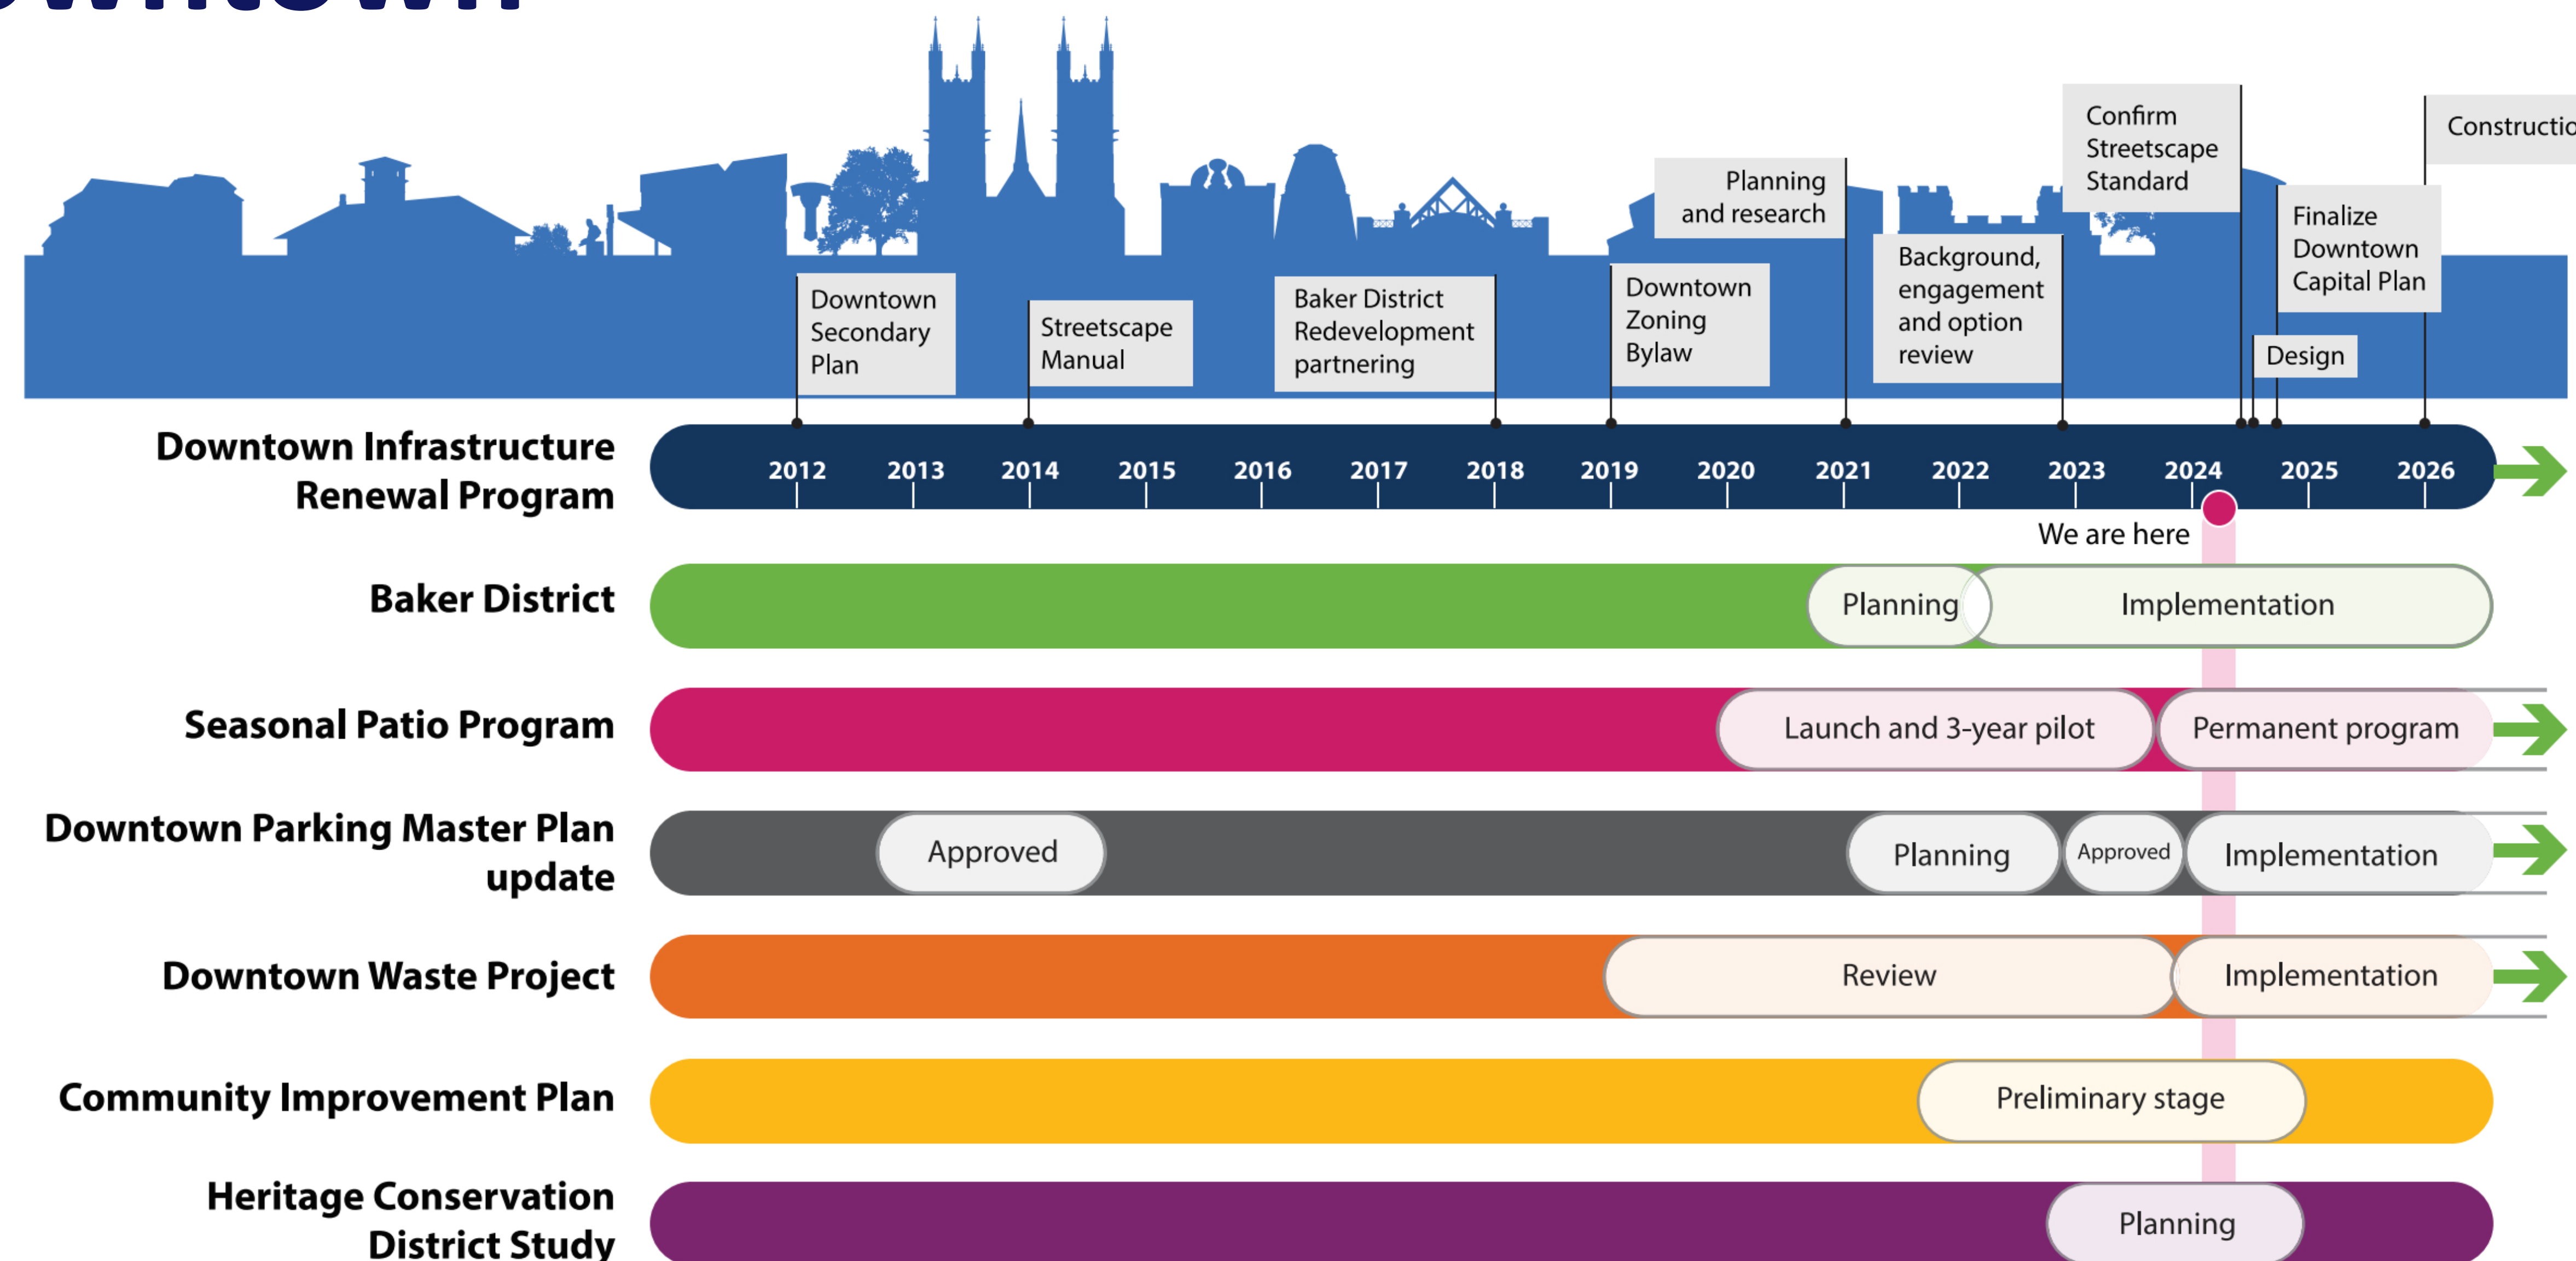 Confirm
Streetscape
Standard
Constructio
Planning
and research
Finalize
Downtown
Capital Plan
Background,
engagement
and option
review
Downtown
Secondary
Plan
Streetscape
Manual
Baker District
Redevelopment
partnering
Downtown
Zoning
Bylaw
Design
Downtown Infrastructure
Renewal Program
2012 2013 2014 2015 2016 2017 2018 2019 2020 2021 2022 2023 2024 2025 2026
We are here
Baker District
Planning
Implementation
Seasonal Patio Program
Launch and 3-year pilot
Permanent program
Downtown Parking Master Plan
update
Approved
Planning
Approved
Implementation
Downtown Waste Project
Review
Implementation
Community Improvement Plan
Preliminary stage
Heritage Conservation
District Study
Planning